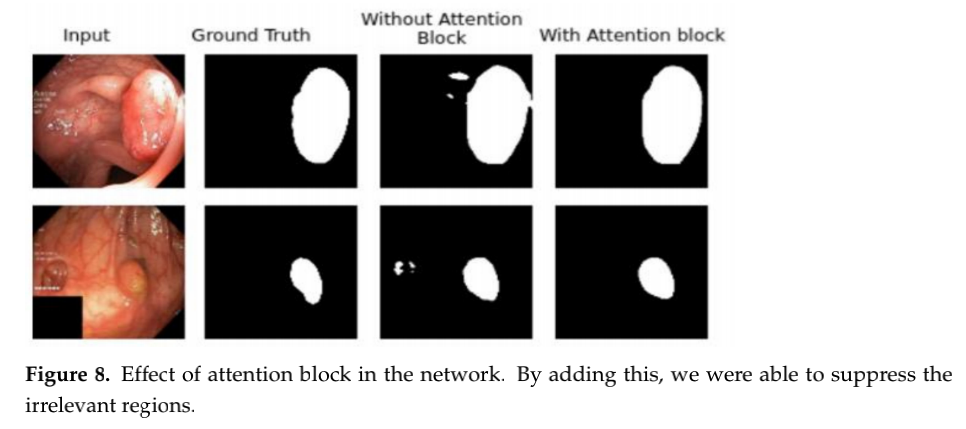 Input Ground Truth Without Attention Block With Attention block
Figure 8. Effect of attention block in the network. By adding this, we were able to suppress the
irrelevant regions.